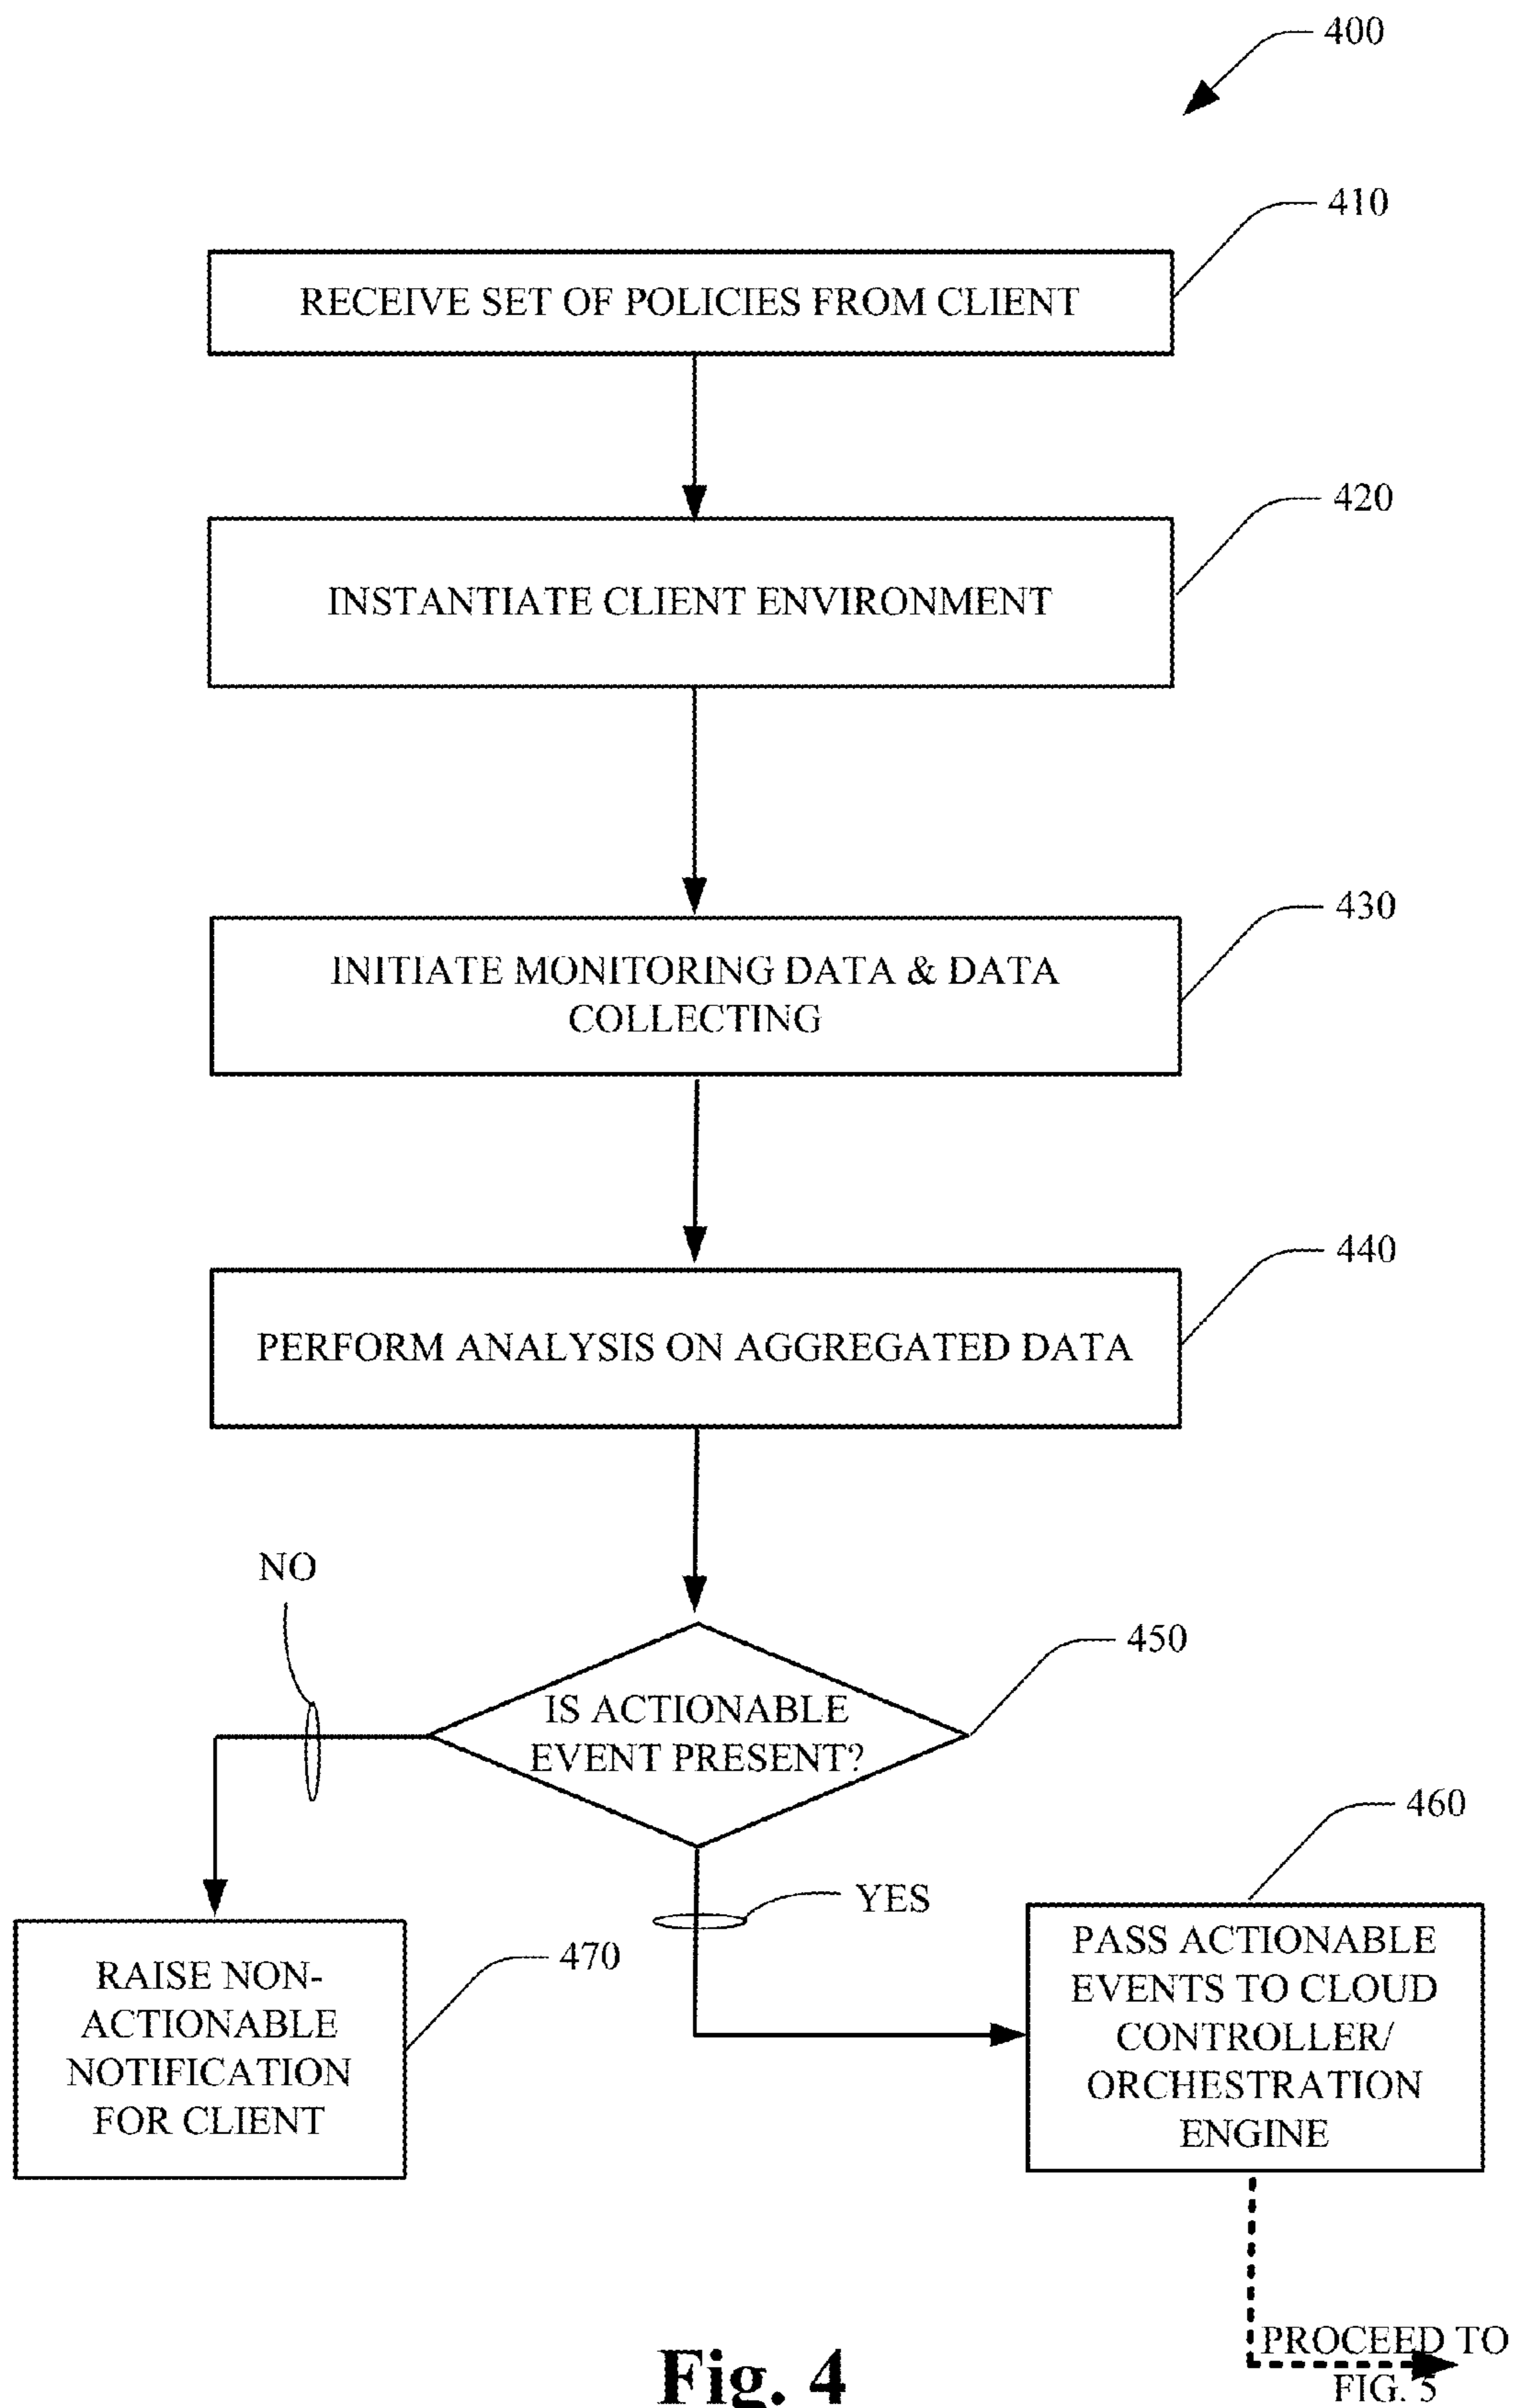 400
410
RECEIVE SET OF POLICIES FROM CLIENT
420
INSTANTIATE CLIENT ENVIRONMENT
430
INITIATE MONITORING DATA & DATA
COLLECTING
440
PERFORM ANALYSIS ON AGGREGATED DATA
NO
450
IS ACTIONABLE
EVENT PRESENT?
460
YES
PASS ACTIONABLE
EVENTS TO CLOUD
CONTROLLER/
ORCHESTRATION
ENGINE
470
RAISE NON-
ACTIONABLE
NOTIFICATION
FOR CLIENT
PROCEED TO
FIG. 5
Fig. 4